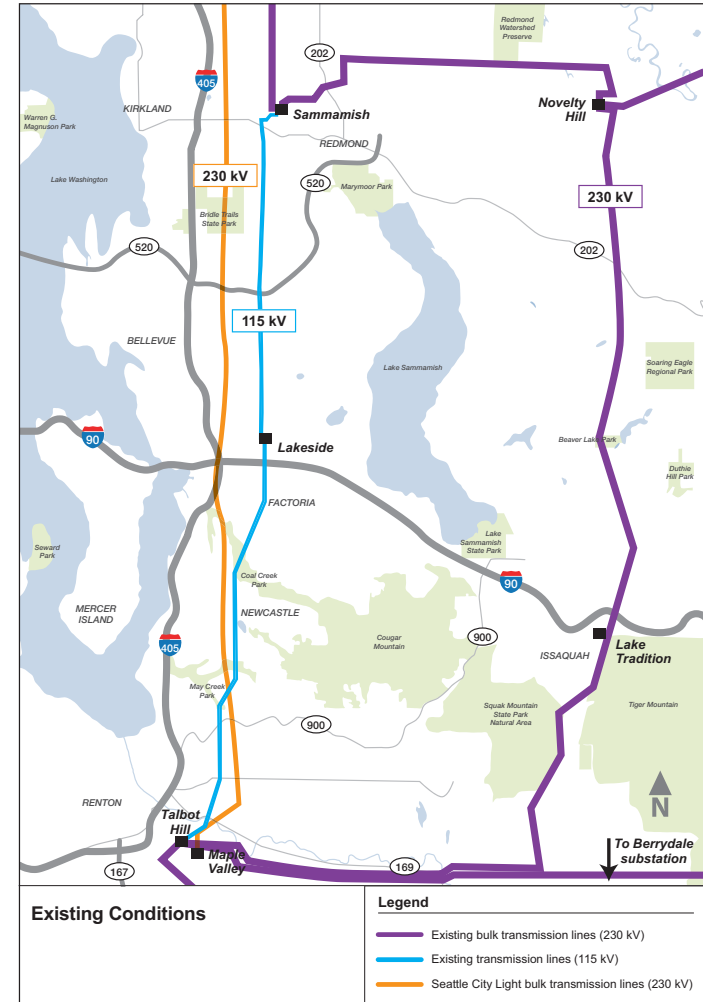 Redmond
Watershed
Preserve
202
405
KIRKLAND
Sammamish
Novelty
Hill
Warren G.
Magnuson Park
REDMOND
Lake Washington
230 kV
520
Marymoor Park
230 kV
Bridle Trails
State Park
520
202
115 kV
BELLEVUE
Lake Sammamish
Soaring Eagle
Regional Park
90
Lakeside
Beaver Lake Park
Duthie
Hill Park
FACTORIA
Seward
Park
Lake
Sammamish
State Park
Coal Creek
Park
90
MERCER
ISLAND
NEWCASTLE
405
Cougar
Mountain
900
ISSAQUAH
Lake
Tradition
May Creek
Park
Squak Mountain
State Park
Natural Area
Tiger Mountain
900
N
RENTON
Talbot
Hill
Maple
Valley
167
169
To Berrydale
substation
Existing Conditions
Legend
Existing bulk transmission lines (230 kV)
Existing transmission lines (115 kV)
Seattle City Light bulk transmission lines (230 kV)